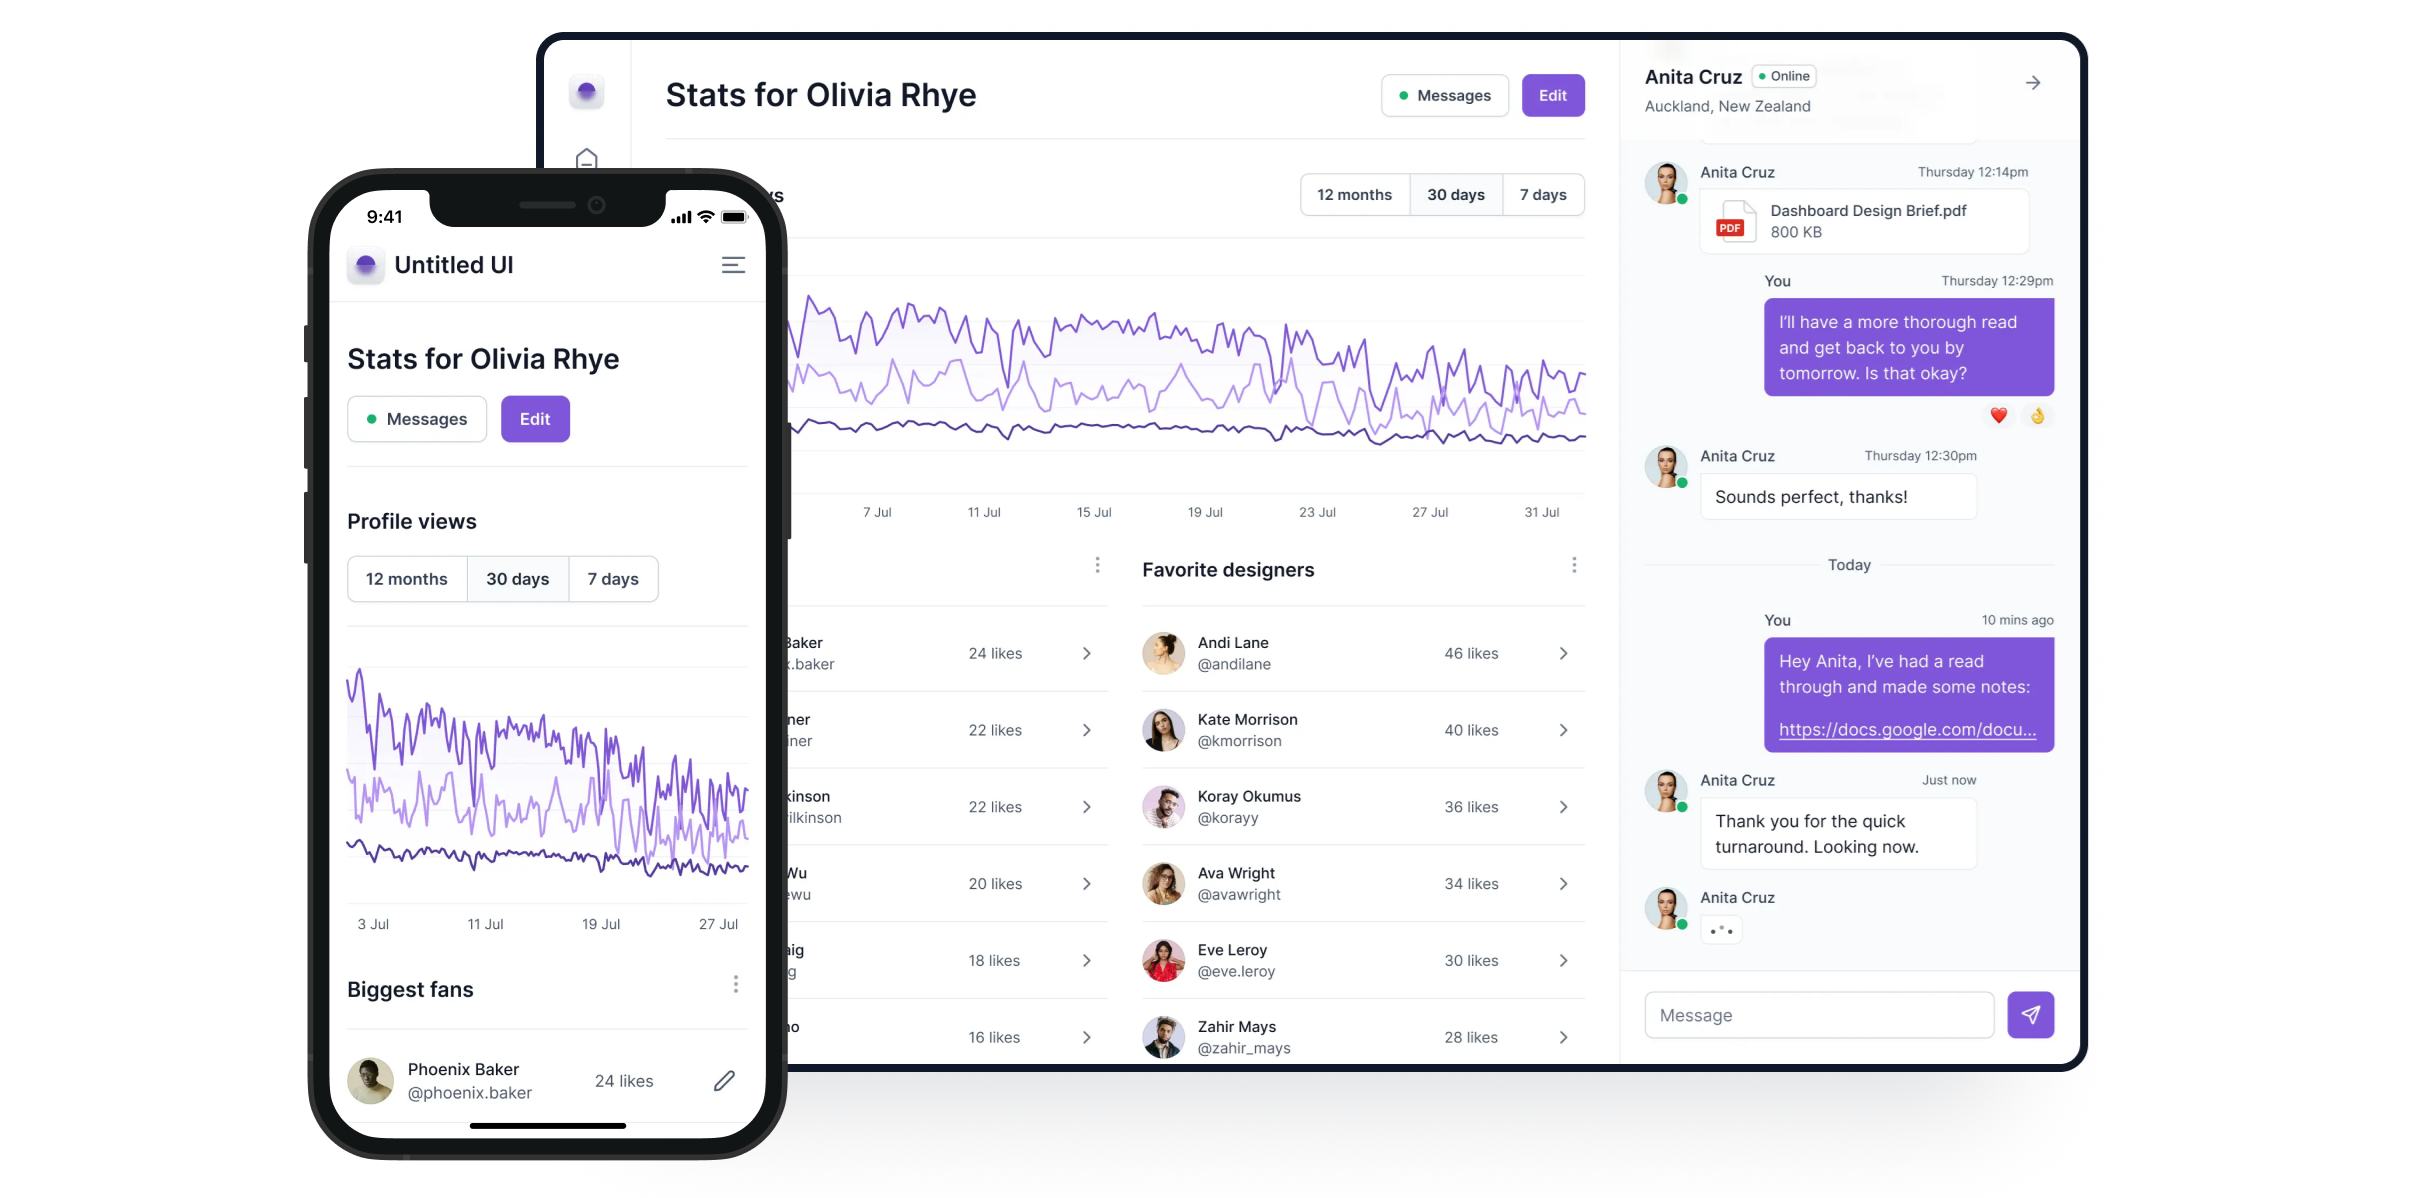 9:41
Untitled UI
Stats for Olivia Rhye
Messages
Edit
Profile views
12 months
30 days
7 days
3 Jul
11 Jul
19 Jul
27 Jul
Biggest fans
Phoenix Baker
@phoenix.baker
24 likes
Stats for Olivia Rhye
Messages
Edit
12 months
30 days
7 days
7 Jul
11 Jul
15 Jul
19 Jul
23 Jul
27 Jul
31 Jul
Baker
x.baker
24 likes
ner
iner
22 likes
kinson
ilkinson
22 likes
Wu
ewu
20 likes
aig
g
18 likes
no
16 likes
Favorite designers
Andi Lane
@andilane
46 likes
Kate Morrison
@kmorrison
40 likes
Koray Okumus
@korayy
36 likes
Ava Wright
@avawright
34 likes
Eve Leroy
@eve.leroy
30 likes
Zahir Mays
@zahir_mays
28 likes
Anita Cruz
Online
Auckland, New Zealand
Anita Cruz
Thursday 12:14pm
PDF
Dashboard Design Brief.pdf
800 KB
You
Thursday 12:29pm
I’ll have a more thorough read
and get back to you by
tomorrow. Is that okay?
Anita Cruz
Thursday 12:30pm
Sounds perfect, thanks!
Today
You
10 mins ago
Hey Anita, I’ve had a read
through and made some notes:
https://docs.google.com/docu...
Anita Cruz
Just now
Thank you for the quick
turnaround. Looking now.
Anita Cruz
Message